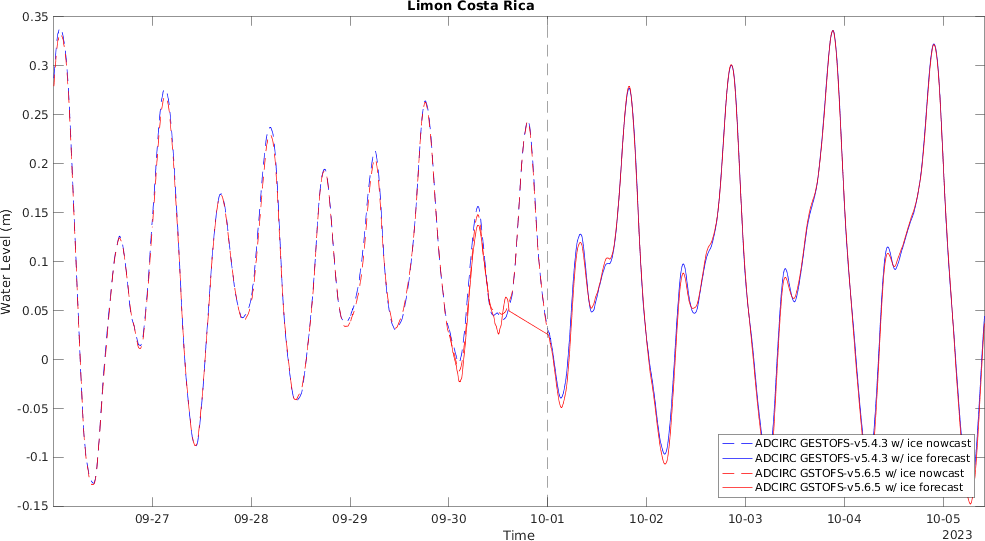 Limon Costa Rica
0.35
0.3
0.25
0.2
0.15
0.1
0.05
0
-0.05
-0.1
-0.15
Water Level (m)
ADCIRC GESTOFS-v5.4.3 w/ ice nowcast
ADCIRC GESTOFS-v5.4.3 w/ ice forecast
ADCIRC GSTOFS-v5.6.5 w/ ice nowcast
ADCIRC GSTOFS-v5.6.5 w/ ice forecast
09-27 09-28 09-29 09-30 10-01 10-02 10-03 10-04 10-05
Time
2023